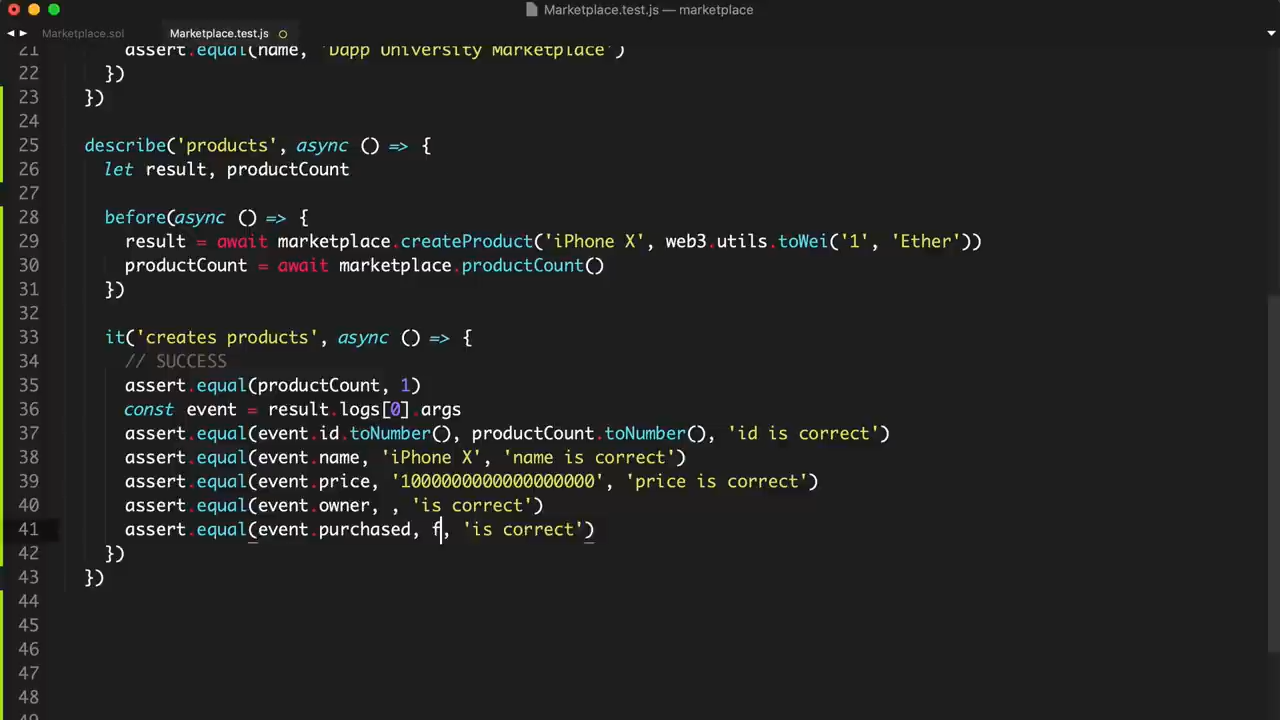 Marketplace.test.js — marketplace
Marketplace.sol Marketplace.test.js
21 assert.equal(name, 'Dapp University Marketplace')
22 })
23 })
24
25 describe('products', async () => {
26 let result, productCount
27
28 before(async () => {
29 result = await marketplace.createProduct('iPhone X', web3.utils.toWei('1', 'Ether'))
30 productCount = await marketplace.productCount()
31 })
32
33 it('creates products', async () => {
34 // SUCCESS
35 assert.equal(productCount, 1)
36 const event = result.logs[0].args
37 assert.equal(event.id.toNumber(), productCount.toNumber(), 'id is correct')
38 assert.equal(event.name, 'iPhone X', 'name is correct')
39 assert.equal(event.price, '1000000000000000000', 'price is correct')
40 assert.equal(event.owner, , 'is correct')
41 assert.equal(event.purchased, f, 'is correct')
42 })
43 })
44
45
46
47
48
49